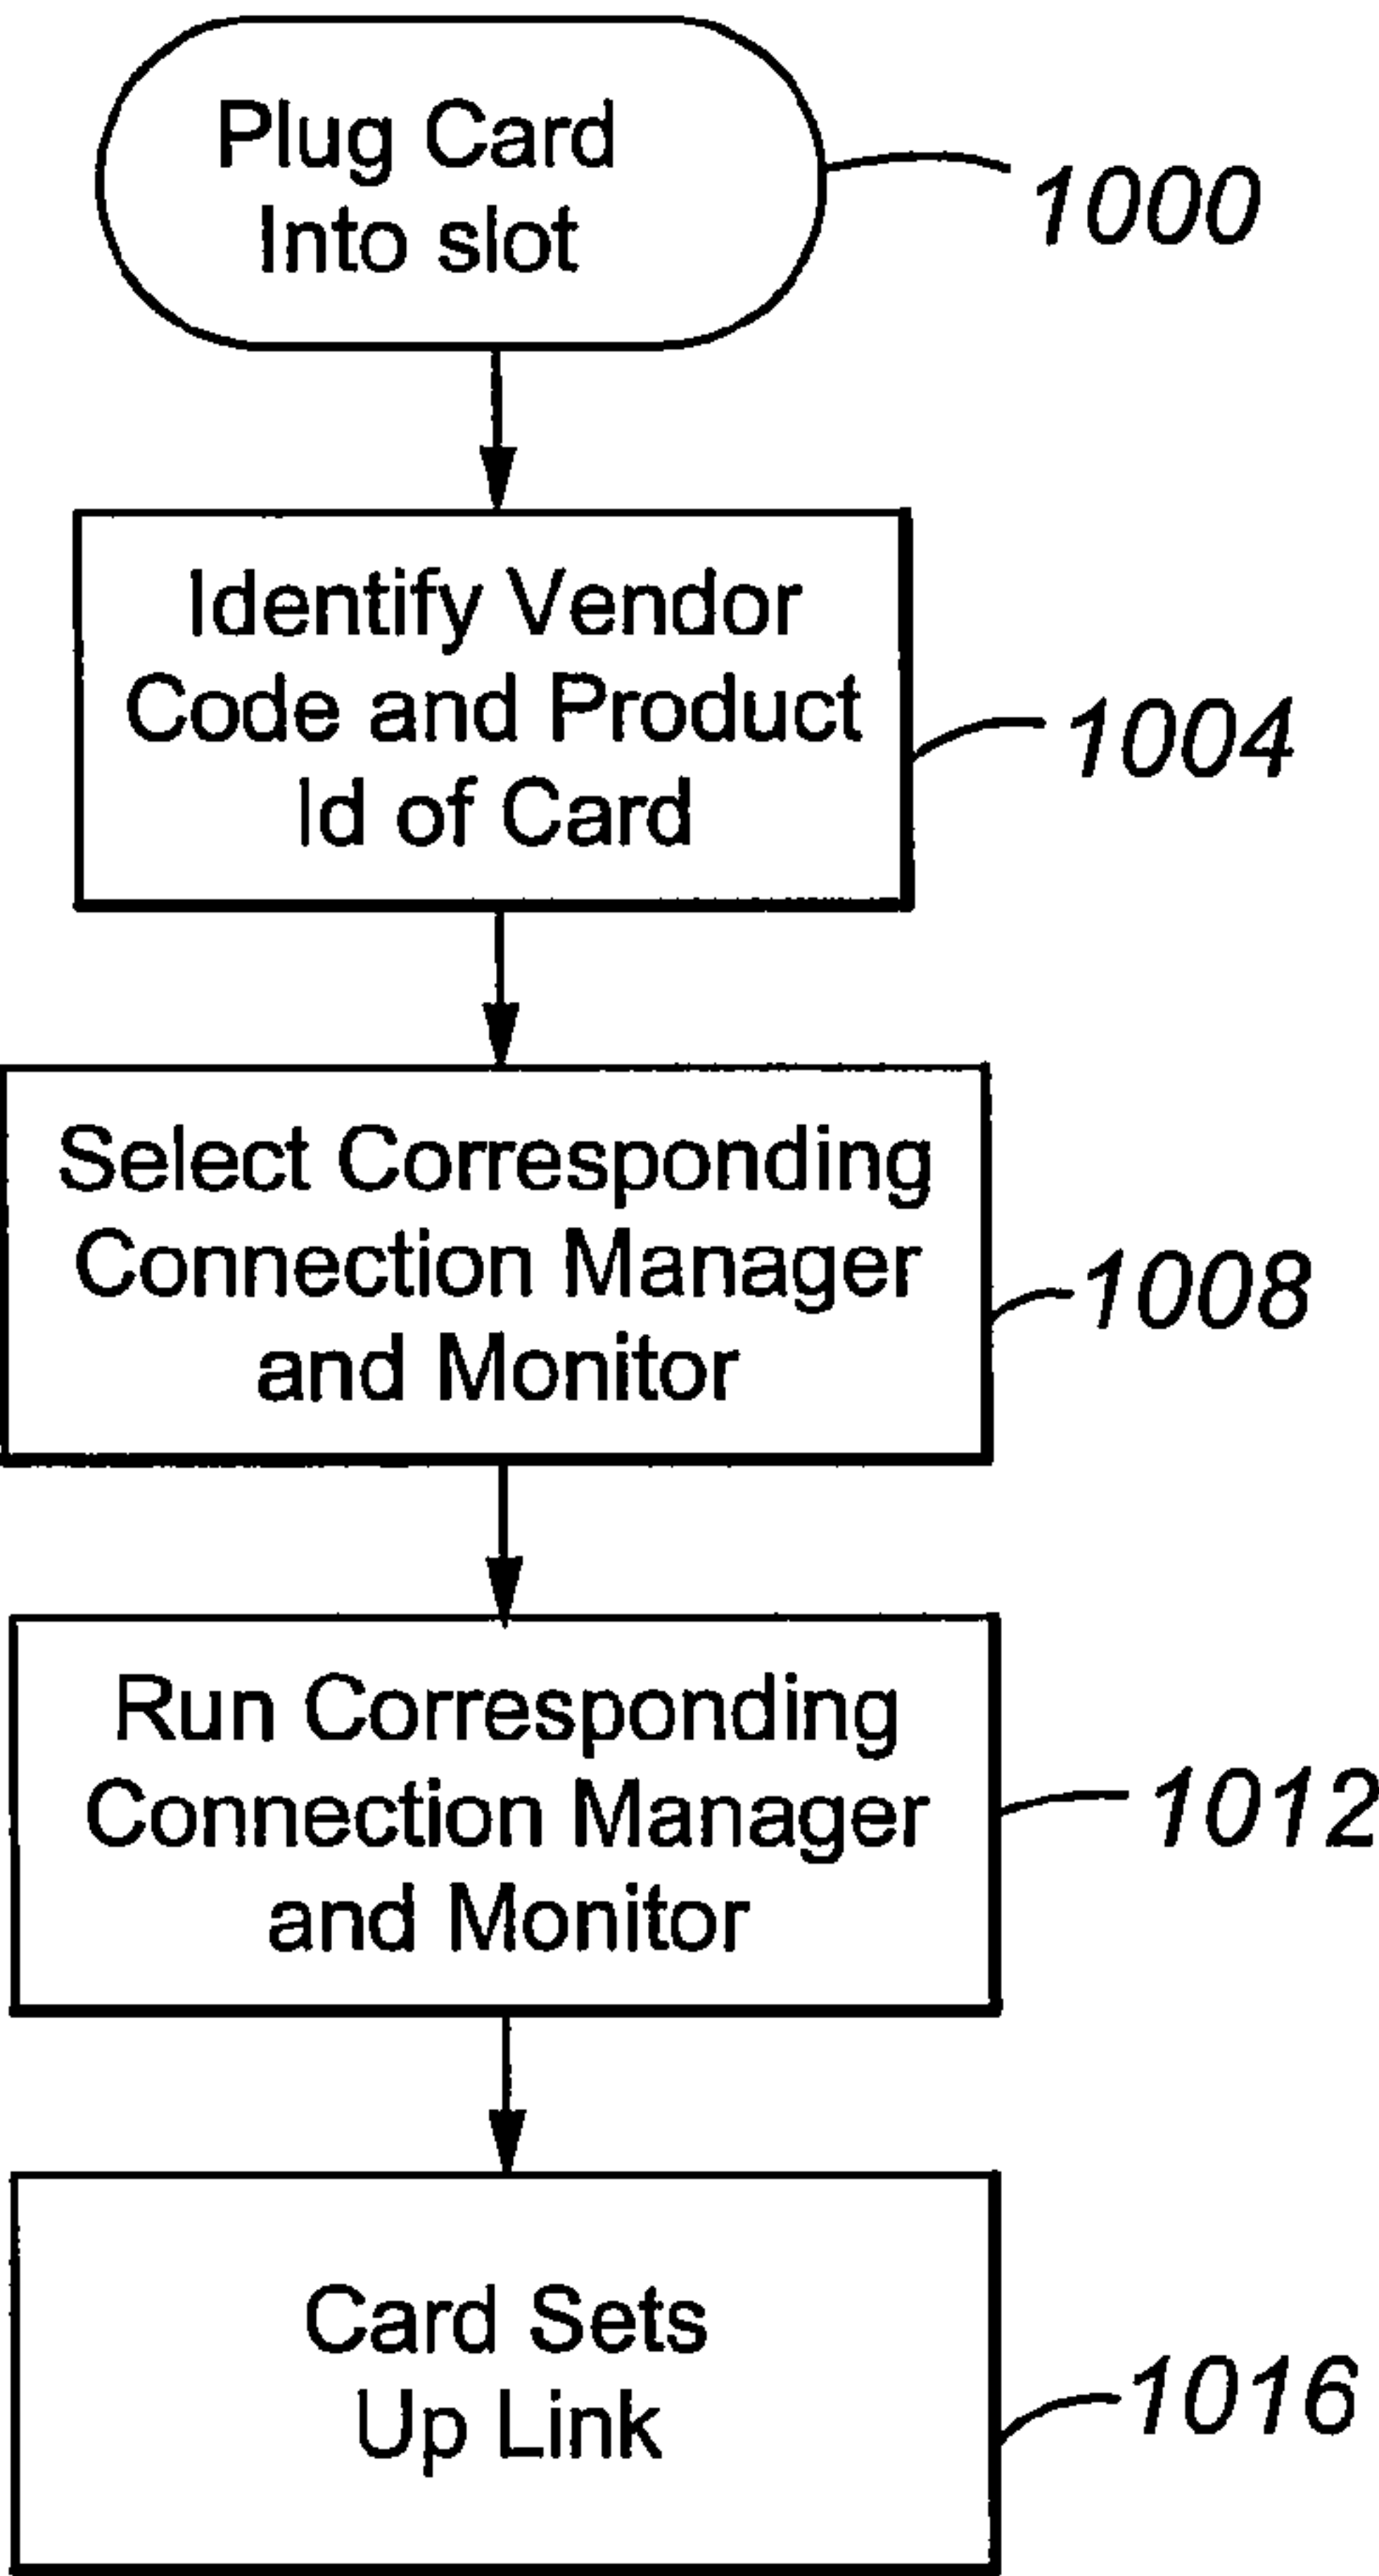 Plug Card
Into slot
1000
Identify Vendor
Code and Product
Id of Card
1004
Select Corresponding
Connection Manager
and Monitor
1008
Run Corresponding
Connection Manager
and Monitor
1012
Card Sets
Up Link
1016